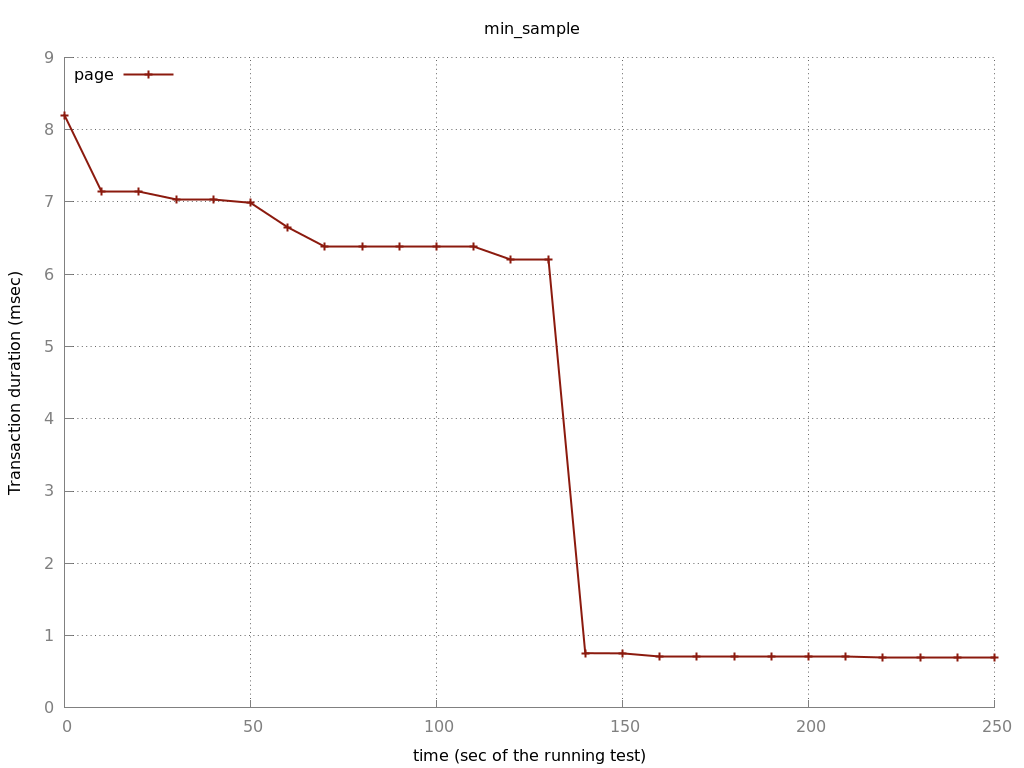 min_sample
page
9
8
7
6
5
4
3
2
1
0
Transaction duration (msec)
0 50 100 150 200 250
time (sec of the running test)